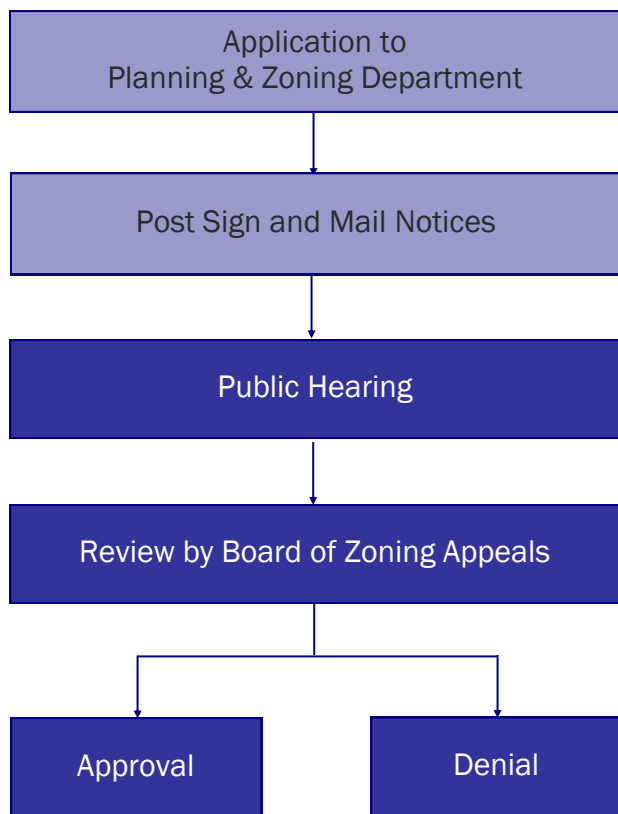 Application to
Planning & Zoning Department
Post Sign and Mail Notices
Public Hearing
Review by Board of Zoning Appeals
Approval
Denial